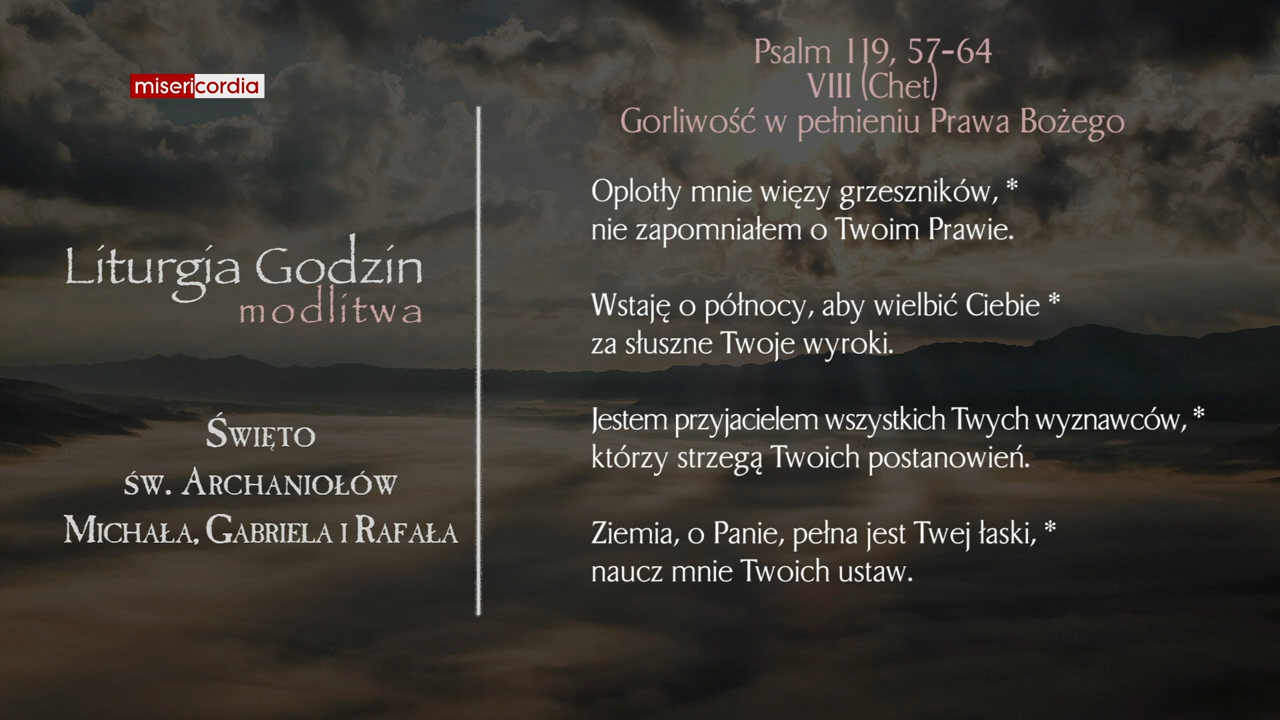 misericordia
Liturgia Godzin
modlitwa
Święto
św. Archaniołów
Michała, Gabriela i Rafała
Psalm 119, 57-64
VIII (Chet)
Gorliwość w pełnieniu Prawa Bożego
Oplotły mnie więzy grzeszników, *
nie zapomniałem o Twoim Prawie.
Wstaję o północy, aby wielbić Ciebie *
za słuszne Twoje wyroki.
Jestem przyjacielem wszystkich Twych wyznawców, *
którzy strzegą Twoich postanowień.
Ziemia, o Panie, pełna jest Twej łaski, *
naucz mnie Twoich ustaw.